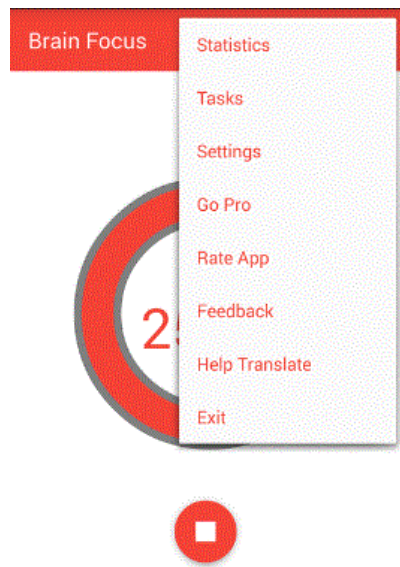 Brain Focus
Statistics
Tasks
Settings
Go Pro
Rate App
Feedback
Help Translate
Exit